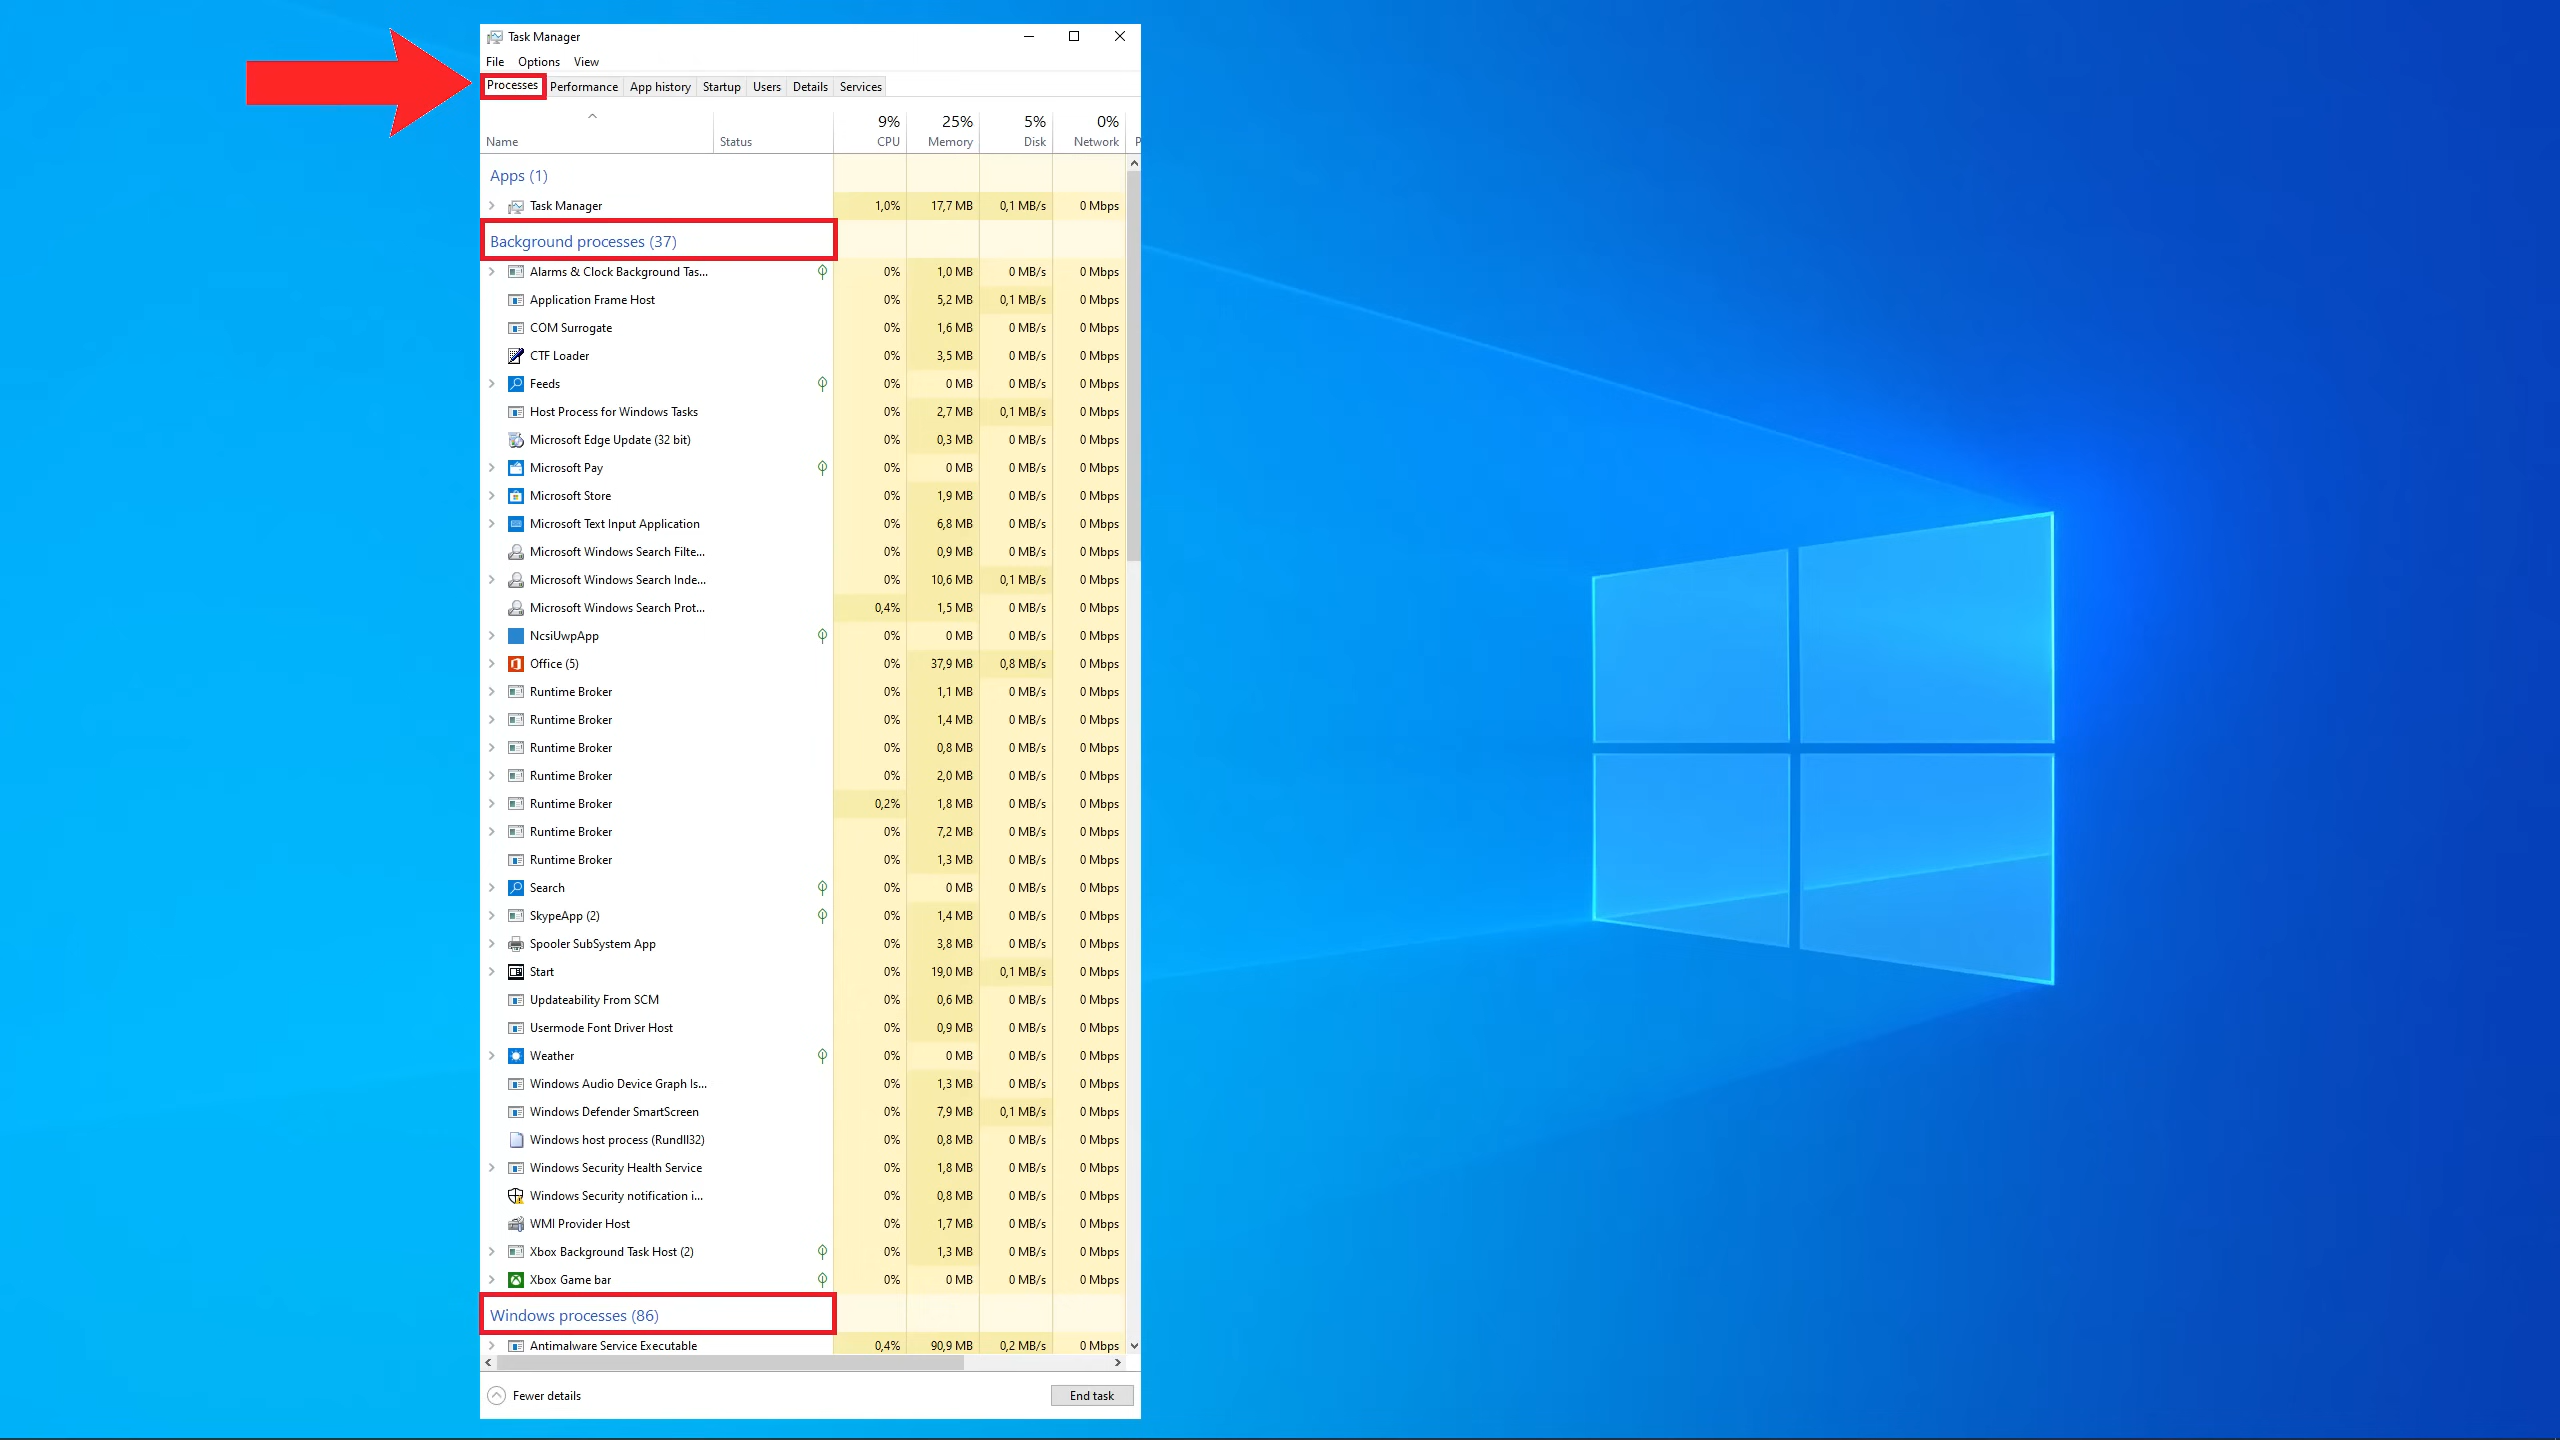 Task Manager
File Options View
Processes Performance App history Startup Users Details Services
9% 25% 5% 0%
Name Status CPU Memory Disk Network P
Apps (1)
Task Manager 1,0% 17,7 MB 0,1 MB/s 0 Mbps
Background processes (37)
Alarms & Clock Background Tas... 0% 1,0 MB 0 MB/s 0 Mbps
Application Frame Host 0% 5,2 MB 0,1 MB/s 0 Mbps
COM Surrogate 0% 1,6 MB 0 MB/s 0 Mbps
CTF Loader 0% 3,5 MB 0 MB/s 0 Mbps
Feeds 0% 0 MB 0 MB/s 0 Mbps
Host Process for Windows Tasks 0% 2,7 MB 0,1 MB/s 0 Mbps
Microsoft Edge Update (32 bit) 0% 0,3 MB 0 MB/s 0 Mbps
Microsoft Pay 0% 0 MB 0 MB/s 0 Mbps
Microsoft Store 0% 1,9 MB 0 MB/s 0 Mbps
Microsoft Text Input Application 0% 6,8 MB 0 MB/s 0 Mbps
Microsoft Windows Search Filte... 0% 0,9 MB 0 MB/s 0 Mbps
Microsoft Windows Search Inde... 0% 10,6 MB 0,1 MB/s 0 Mbps
Microsoft Windows Search Prot... 0,4% 1,5 MB 0 MB/s 0 Mbps
NcsiUwpApp 0% 0 MB 0 MB/s 0 Mbps
Office (5) 0% 37,9 MB 0,8 MB/s 0 Mbps
Runtime Broker 0% 1,1 MB 0 MB/s 0 Mbps
Runtime Broker 0% 1,4 MB 0 MB/s 0 Mbps
Runtime Broker 0% 0,8 MB 0 MB/s 0 Mbps
Runtime Broker 0% 2,0 MB 0 MB/s 0 Mbps
Runtime Broker 0,2% 1,8 MB 0 MB/s 0 Mbps
Runtime Broker 0% 7,2 MB 0 MB/s 0 Mbps
Runtime Broker 0% 1,3 MB 0 MB/s 0 Mbps
Search 0% 0 MB 0 MB/s 0 Mbps
SkypeApp (2) 0% 1,4 MB 0 MB/s 0 Mbps
Spooler SubSystem App 0% 3,8 MB 0 MB/s 0 Mbps
Start 0% 19,0 MB 0,1 MB/s 0 Mbps
Updateability From SCM 0% 0,6 MB 0 MB/s 0 Mbps
Usermode Font Driver Host 0% 0,9 MB 0 MB/s 0 Mbps
Weather 0% 0 MB 0 MB/s 0 Mbps
Windows Audio Device Graph Is... 0% 1,3 MB 0 MB/s 0 Mbps
Windows Defender SmartScreen 0% 7,9 MB 0,1 MB/s 0 Mbps
Windows host process (Rundll32) 0% 0,8 MB 0 MB/s 0 Mbps
Windows Security Health Service 0% 1,8 MB 0 MB/s 0 Mbps
Windows Security notification i... 0% 0,8 MB 0 MB/s 0 Mbps
WMI Provider Host 0% 1,7 MB 0 MB/s 0 Mbps
Xbox Background Task Host (2) 0% 1,3 MB 0 MB/s 0 Mbps
Xbox Game bar 0% 0 MB 0 MB/s 0 Mbps
Windows processes (86)
Antimalware Service Executable 0,4% 90,9 MB 0,2 MB/s 0 Mbps
Fewer details End task